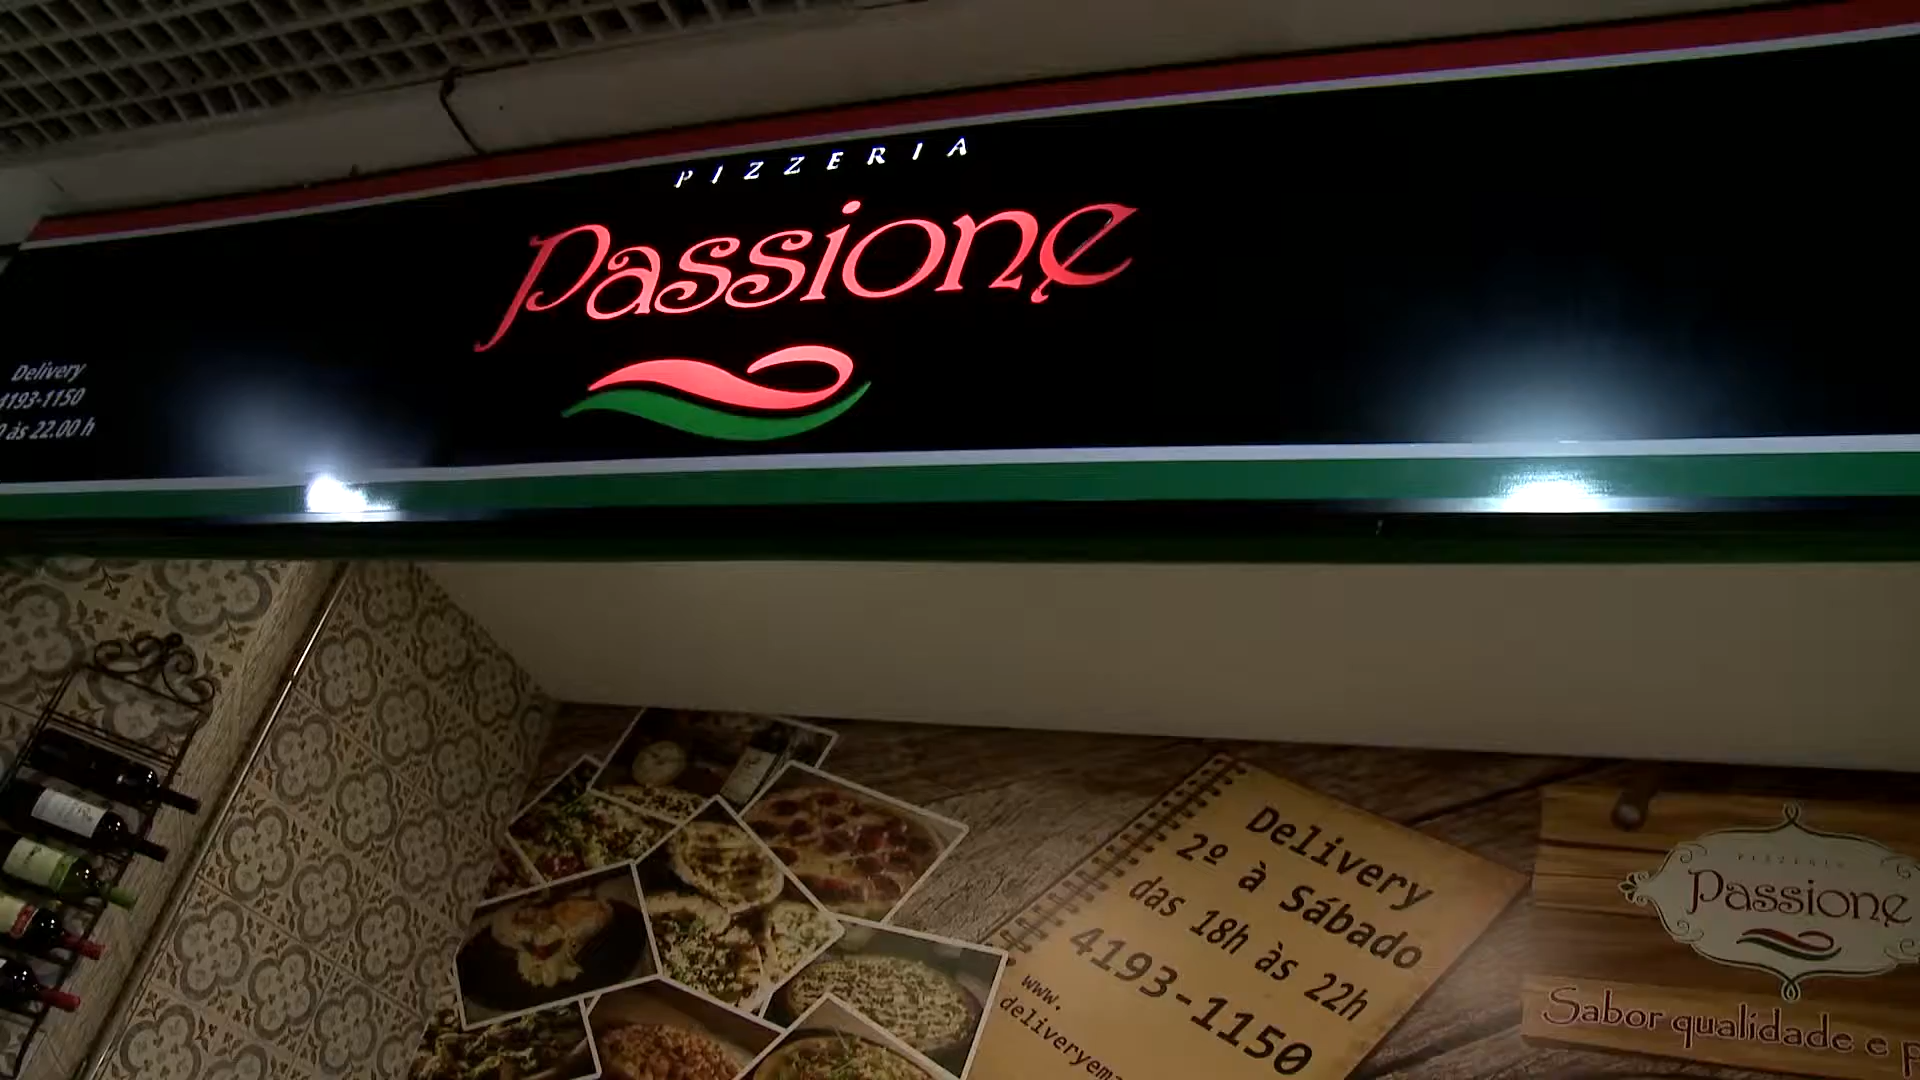 PIZZERIA
Passione
Delivery
4193-1150
às 22.00 h
Delivery
2º à Sábado
das 18h às 22h
4193-1150
www.
PIZZERIA
Passione
Sabor qualidade e